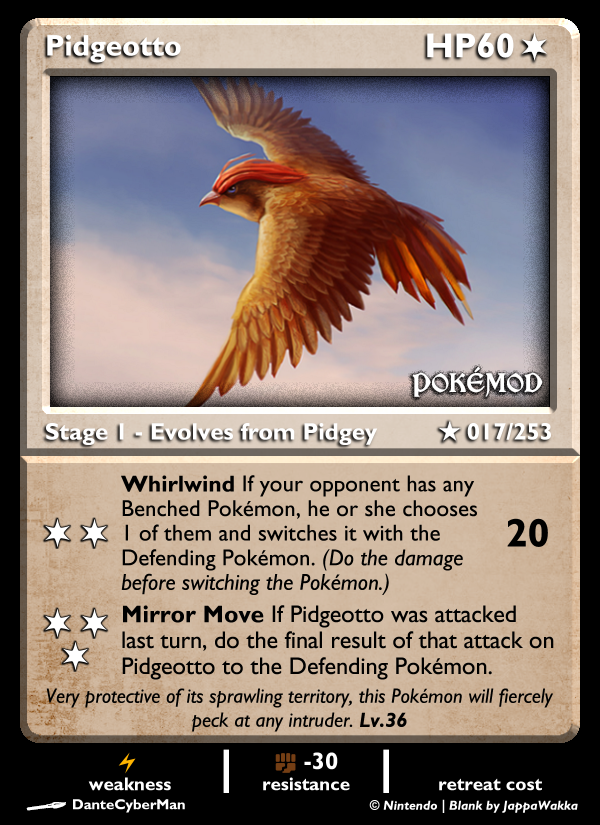 Pidgeotto HP60
POKÉMOD
Stage 1 - Evolves from Pidgey ★ 017/253
Whirlwind If your opponent has any
Benched Pokémon, he or she chooses
1 of them and switches it with the
Defending Pokémon. (Do the damage
before switching the Pokémon.)
20
Mirror Move If Pidgeotto was attacked
last turn, do the final result of that attack on
Pidgeotto to the Defending Pokémon.
Very protective of its sprawling territory, this Pokémon will fiercely
peck at any intruder. Lv.36
-30
weakness resistance retreat cost
DanteCyberMan © Nintendo | Blank by JappaWakka